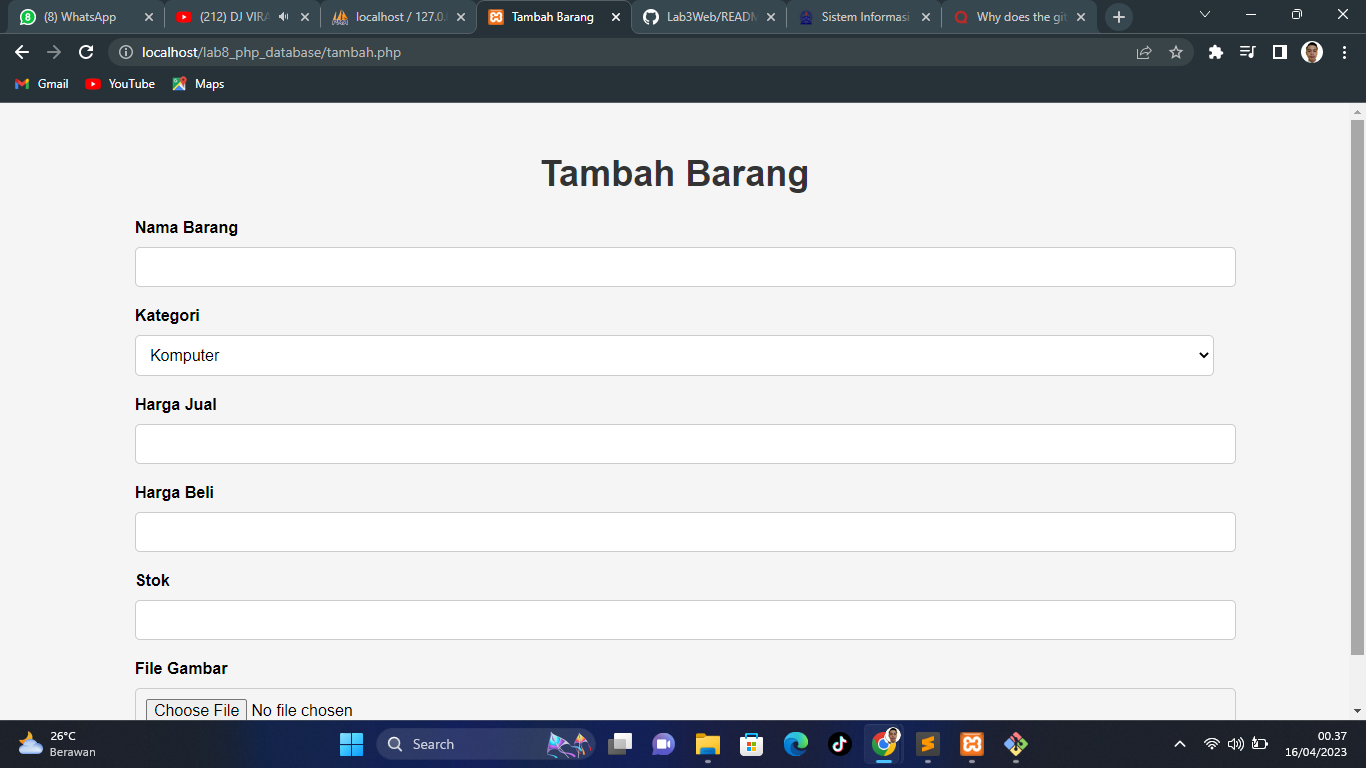 (8) WhatsApp
(212) DJ VIRA
localhost / 127.0.
Tambah Barang
Lab3Web/READM
Sistem Informasi
Why does the git
localhost/lab8_php_database/tambah.php
Gmail
YouTube
Maps
Tambah Barang
Nama Barang
Kategori
Komputer
Harga Jual
Harga Beli
Stok
File Gambar
Choose File No file chosen
26°C
Berawan
Search
00.37
16/04/2023